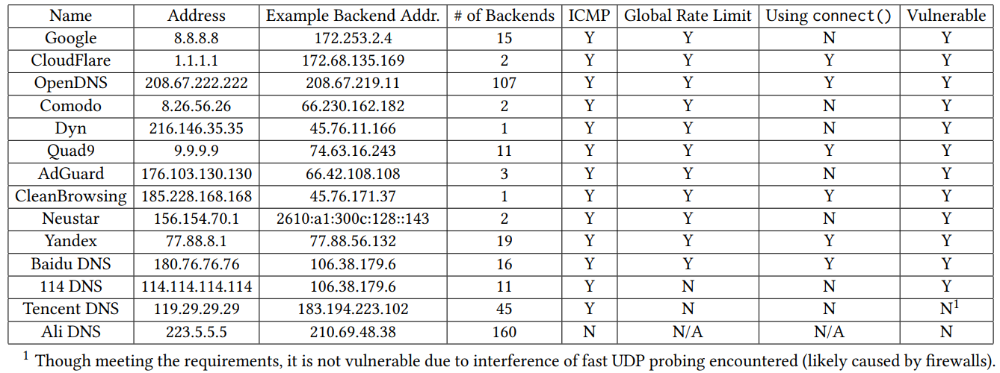 Name Address Example Backend Addr. # of Backends ICMP Global Rate Limit Using connect() Vulnerable
Google 8.8.8.8 172.253.2.4 15 Y Y N Y
CloudFlare 1.1.1.1 172.68.135.169 2 Y Y Y Y
OpenDNS 208.67.222.222 208.67.219.11 107 Y Y Y Y
Comodo 8.26.56.26 66.230.162.182 2 Y Y N Y
Dyn 216.146.35.35 45.76.11.166 1 Y Y N Y
Quad9 9.9.9.9 74.63.16.243 11 Y Y Y Y
AdGuard 176.103.130.130 66.42.108.108 3 Y Y N Y
CleanBrowsing 185.228.168.168 45.76.171.37 1 Y Y Y Y
Neustar 156.154.70.1 2610:a1:300c:128::143 2 Y Y N Y
Yandex 77.88.8.1 77.88.56.132 19 Y Y Y Y
Baidu DNS 180.76.76.76 106.38.179.6 16 Y Y Y Y
114 DNS 114.114.114.114 106.38.179.6 11 Y N N Y
Tencent DNS 119.29.29.29 183.194.223.102 45 Y N N N¹
Ali DNS 223.5.5.5 210.69.48.38 160 N N/A N/A N
¹ Though meeting the requirements, it is not vulnerable due to interference of fast UDP probing encountered (likely caused by firewalls).